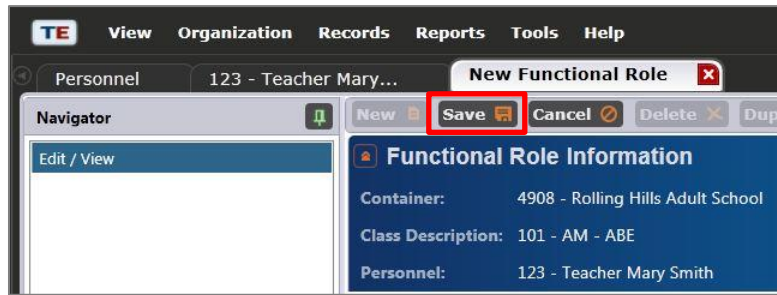 TE View Organization Records Reports Tools Help
Personnel 123 - Teacher Mary... New Functional Role
Navigator New Save Cancel Delete Dup
Edit / View
Functional Role Information
Container: 4908 - Rolling Hills Adult School
Class Description: 101 - AM - ABE
Personnel: 123 - Teacher Mary Smith